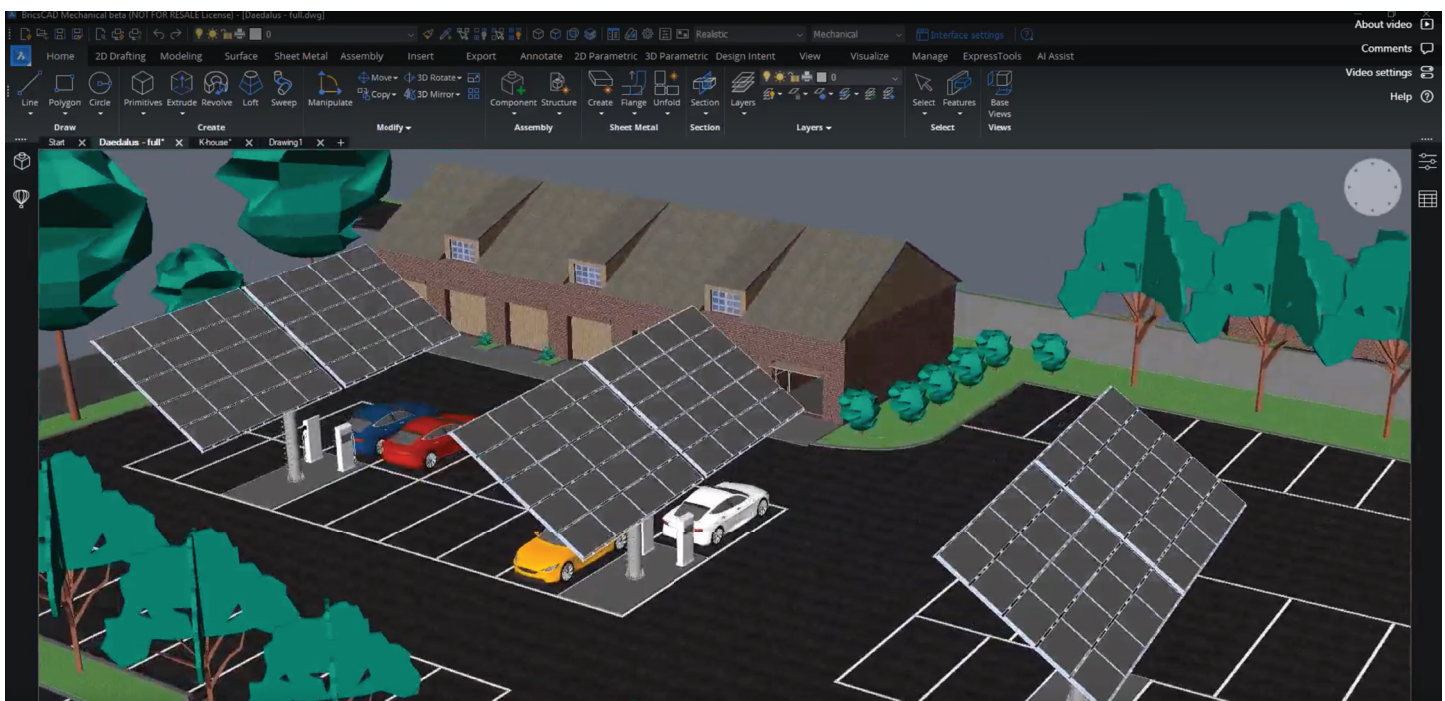 BricsCAD Mechanical beta (NOT FOR RESALE License) - [Daedalus - full.dwg]
About video
0
Realistic
Mechanical
Interface settings
Home 2D Drafting Modeling Surface Sheet Metal Assembly Insert Export Annotate 2D Parametric 3D Parametric Design Intent View Visualize Manage ExpressTools AI Assist
Comments
Video settings
Help
Move 3D Rotate 0
Copy 3D Mirror
Line Polygon Circle Primitives Extrude Revolve Loft Sweep Manipulate Component Structure Create Flange Unfold Section Layers Select Features Base Views
Draw Create Modify Assembly Sheet Metal Section Layers Select Views
Start X Daedalus - full* X K-house* X Drawing1 X +